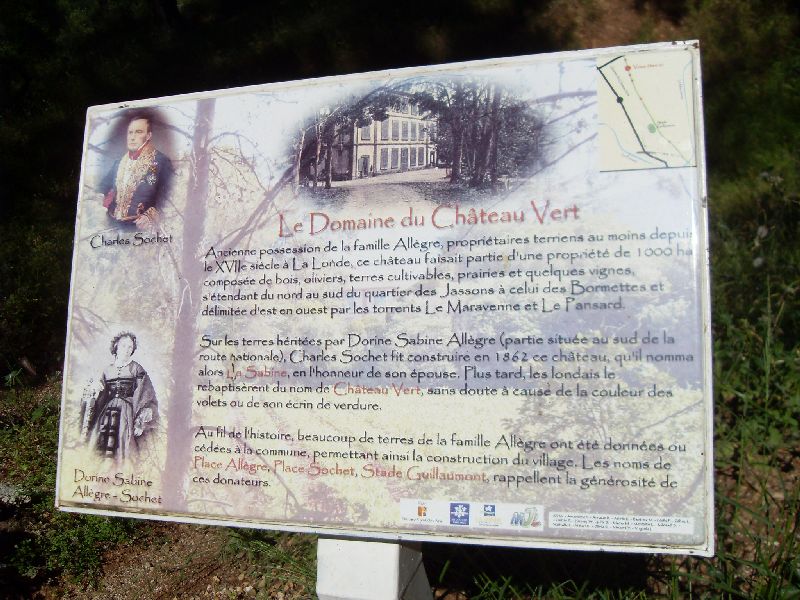 Charles Sochet
Le Domaine du Château Vert
Ancienne possession de la famille Allègre, propriétaires terriens au moins depuis
le XVIIe siècle à La Londe, ce château faisait partie d'une propriété de 1000 ha
composée de bois, oliviers, terres cultivables, prairies et quelques vignes,
s'étendant du nord au sud du quartier des Jassons à celui des Bormettes et
délimitée d'est en ouest par les torrents Le Maravenne et Le Pansard.
Sur les terres héritées par Dorine Sabine Allègre (partie située au sud de la
route nationale), Charles Sochet fit construire en 1862 ce château, qu'il nomma
alors La Sabine, en l'honneur de son épouse. Plus tard, les londais le
rebaptisèrent du nom de Château Vert, sans doute à cause de la couleur des
volets ou de son écrin de verdure.
Dorine Sabine
Allègre - Sochet
Au fil de l'histoire, beaucoup de terres de la famille Allègre ont été données ou
cédées à la commune, permettant ainsi la construction du village. Les noms de
Place Allègre, Place Sochet, Stade Guillaumont, rappellent la générosité de
ces donateurs.